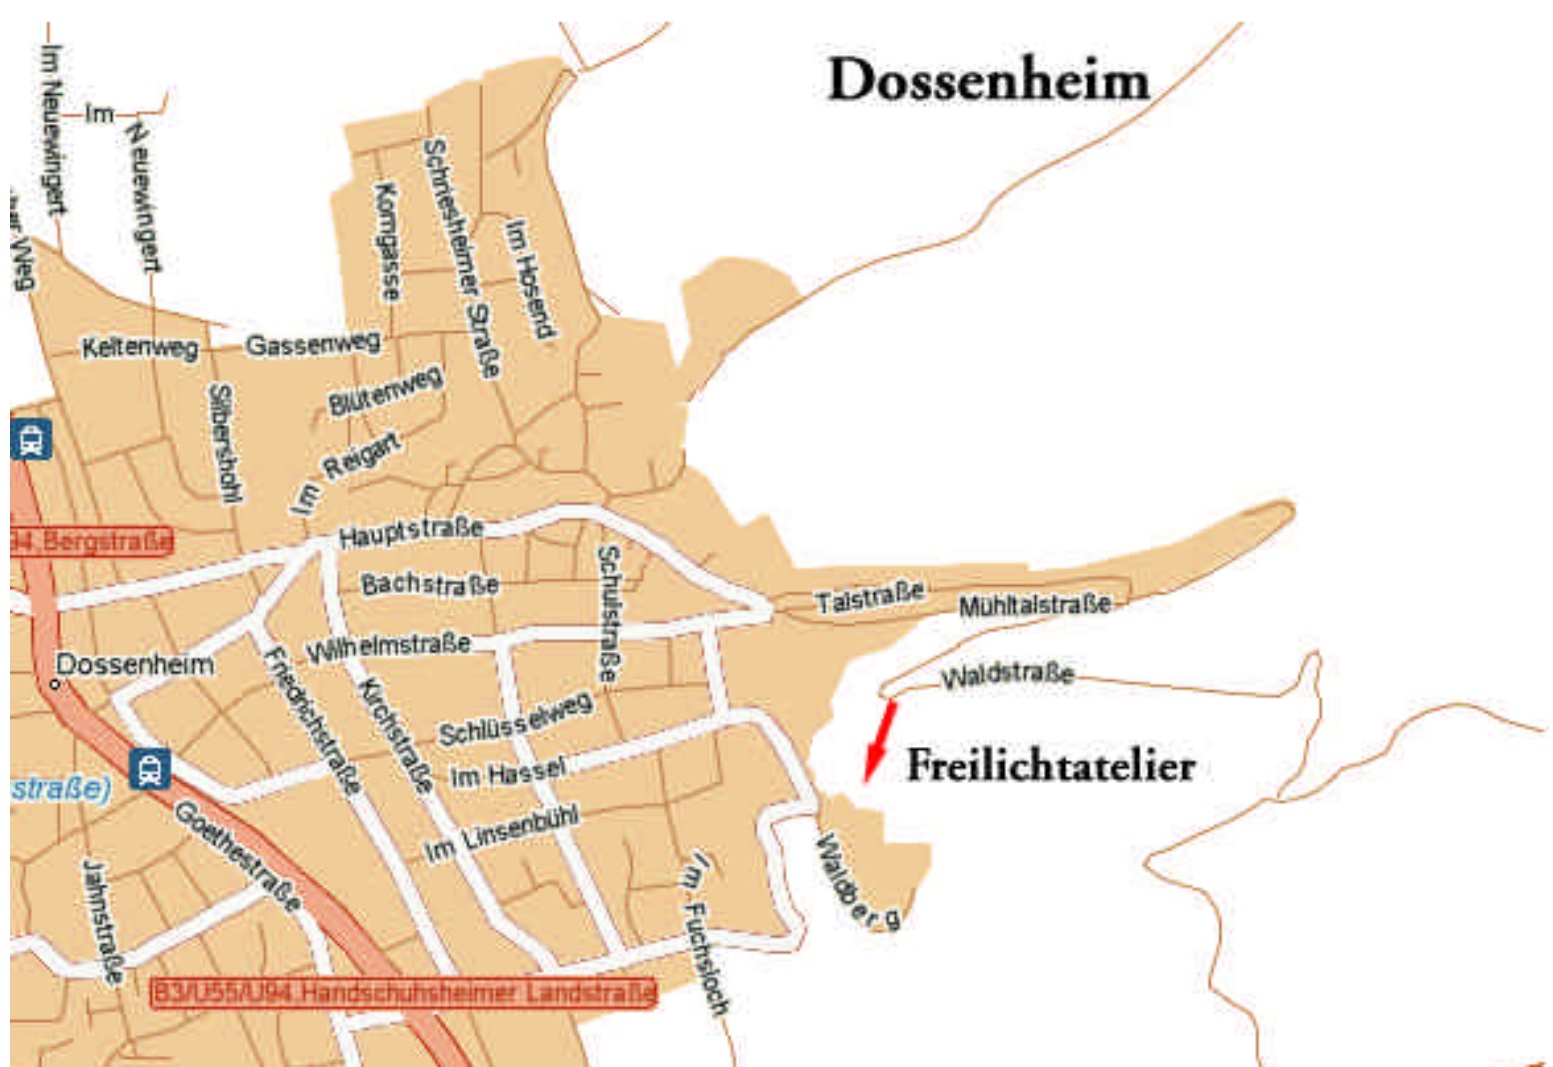 Dossenheim
Im Neuewingert
Im
Neuewingert
Weg
Korngasse
Schriesheimer Straße
Im Hosend
Keltenweg
Gassenweg
Blütenweg
Silbershohl
Im Reigart
94,Bergstraße
Hauptstraße
Bachstraße
Schulstraße
Talstraße
Mühltalstraße
Wilhelmstraße
Dossenheim
Friedrichstraße
Kirchstraße
Waldstraße
Schlüsselweg
Im Hassel
Freilichtatelier
straße)
Goethestraße
Im Linsenbühl
Waldberg
Jahnstraße
Im Fuchsloch
B3/U55/U94,Handschuhsheimer Landstraße